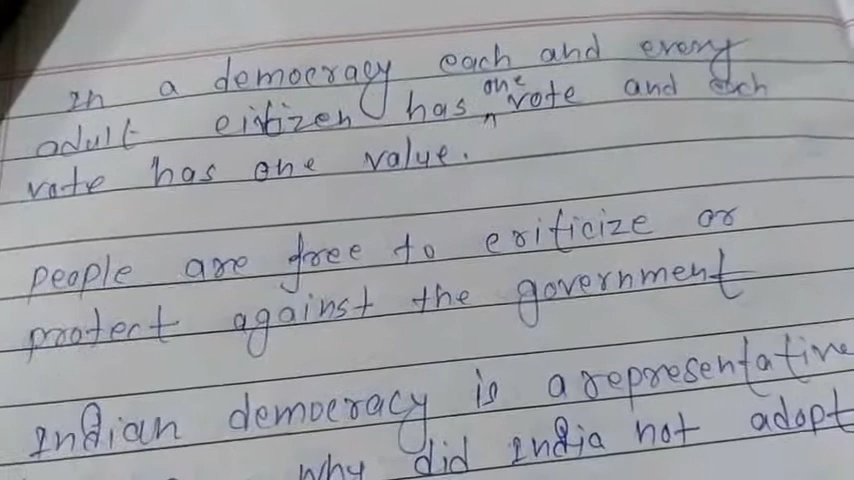 In a democracy each and every
adult citizen has one vote and each
vote has one value.
people are free to criticize or
protect against the government
Indian democracy is a representative
why did India not adopt